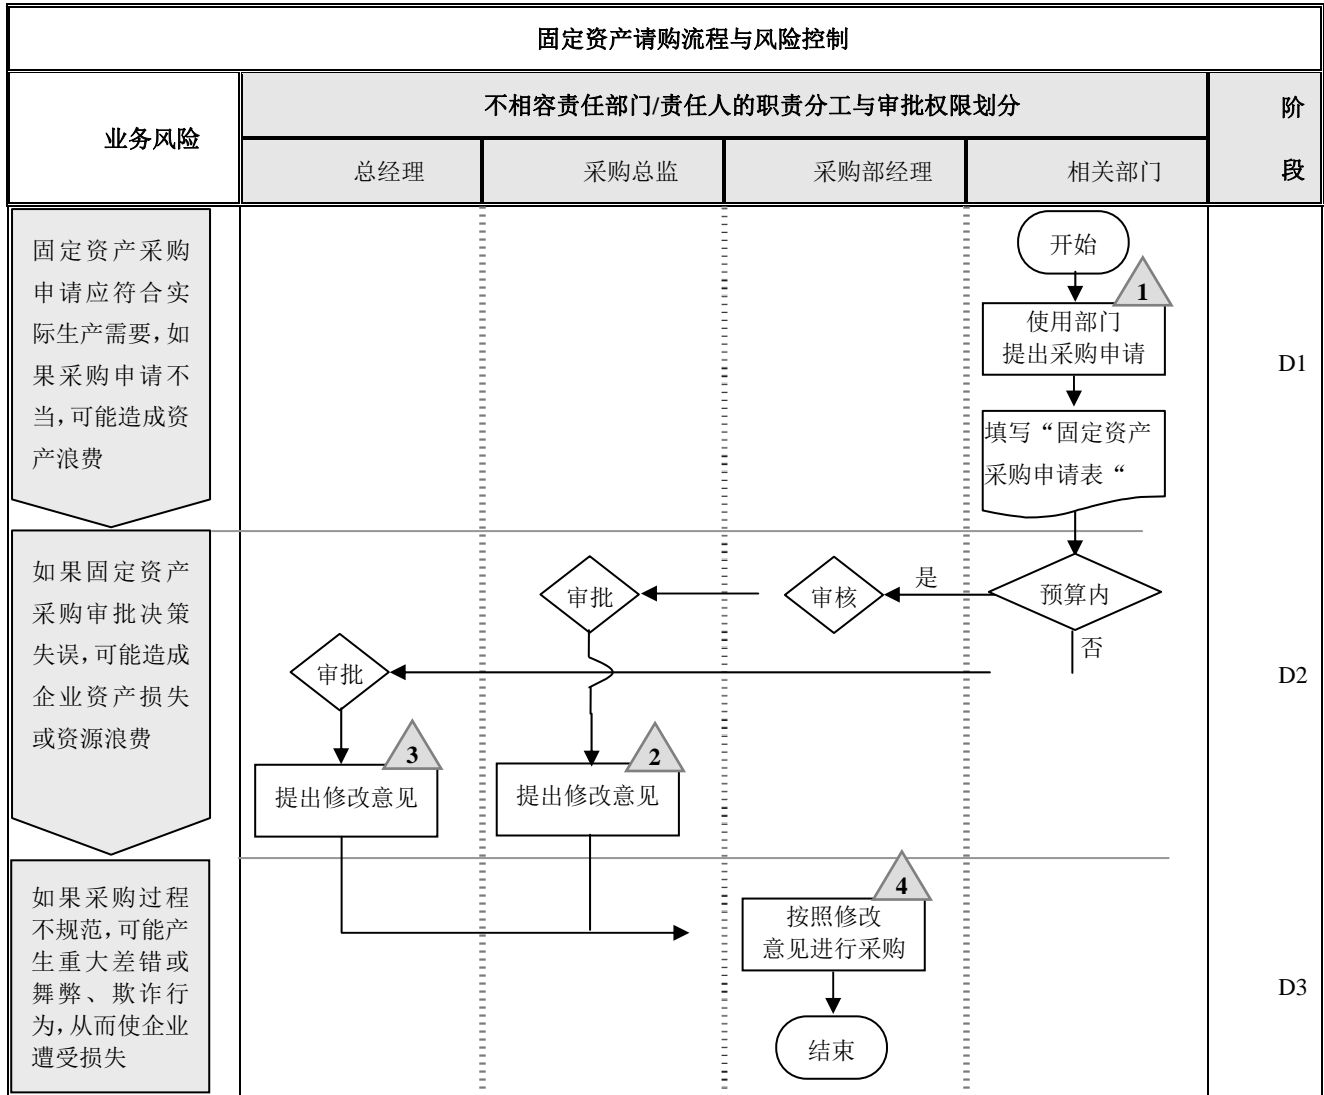 固定资产请购流程与风险控制
业务风险
不相容责任部门/责任人的职责分工与审批权限划分
阶
段
总经理
采购总监
采购部经理
相关部门
固定资产采购
申请应符合实
际生产需要，如
果采购申请不
当，可能造成资
产浪费
开始
1
使用部门
提出采购申请
填写“固定资产
采购申请表“
D1
如果固定资产
采购审批决策
失误，可能造成
企业资产损失
或资源浪费
预算内
是
审核
审批
否
审批
3
提出修改意见
2
提出修改意见
D2
如果采购过程
不规范，可能产
生重大差错或
舞弊、欺诈行
为，从而使企业
遭受损失
4
按照修改
意见进行采购
结束
D3